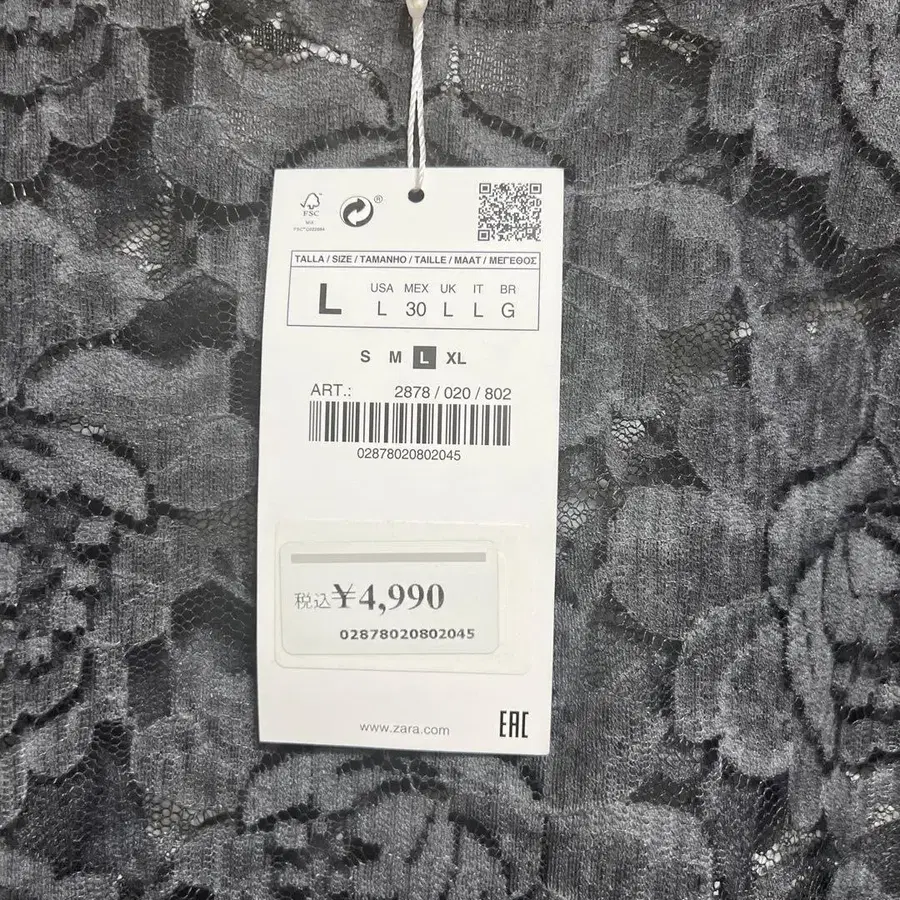 FSC
MIX
®
TALLA / SIZE / TAMANHO / TAILLE / MAAT / ΜΕΓΕΘΟΣ
L
USA MEX UK IT BR
L 30 L L G
S M L XL
ART.: 2878 / 020 / 802
02878020802045
税込¥4,990
02878020802045
www.zara.com
EAC